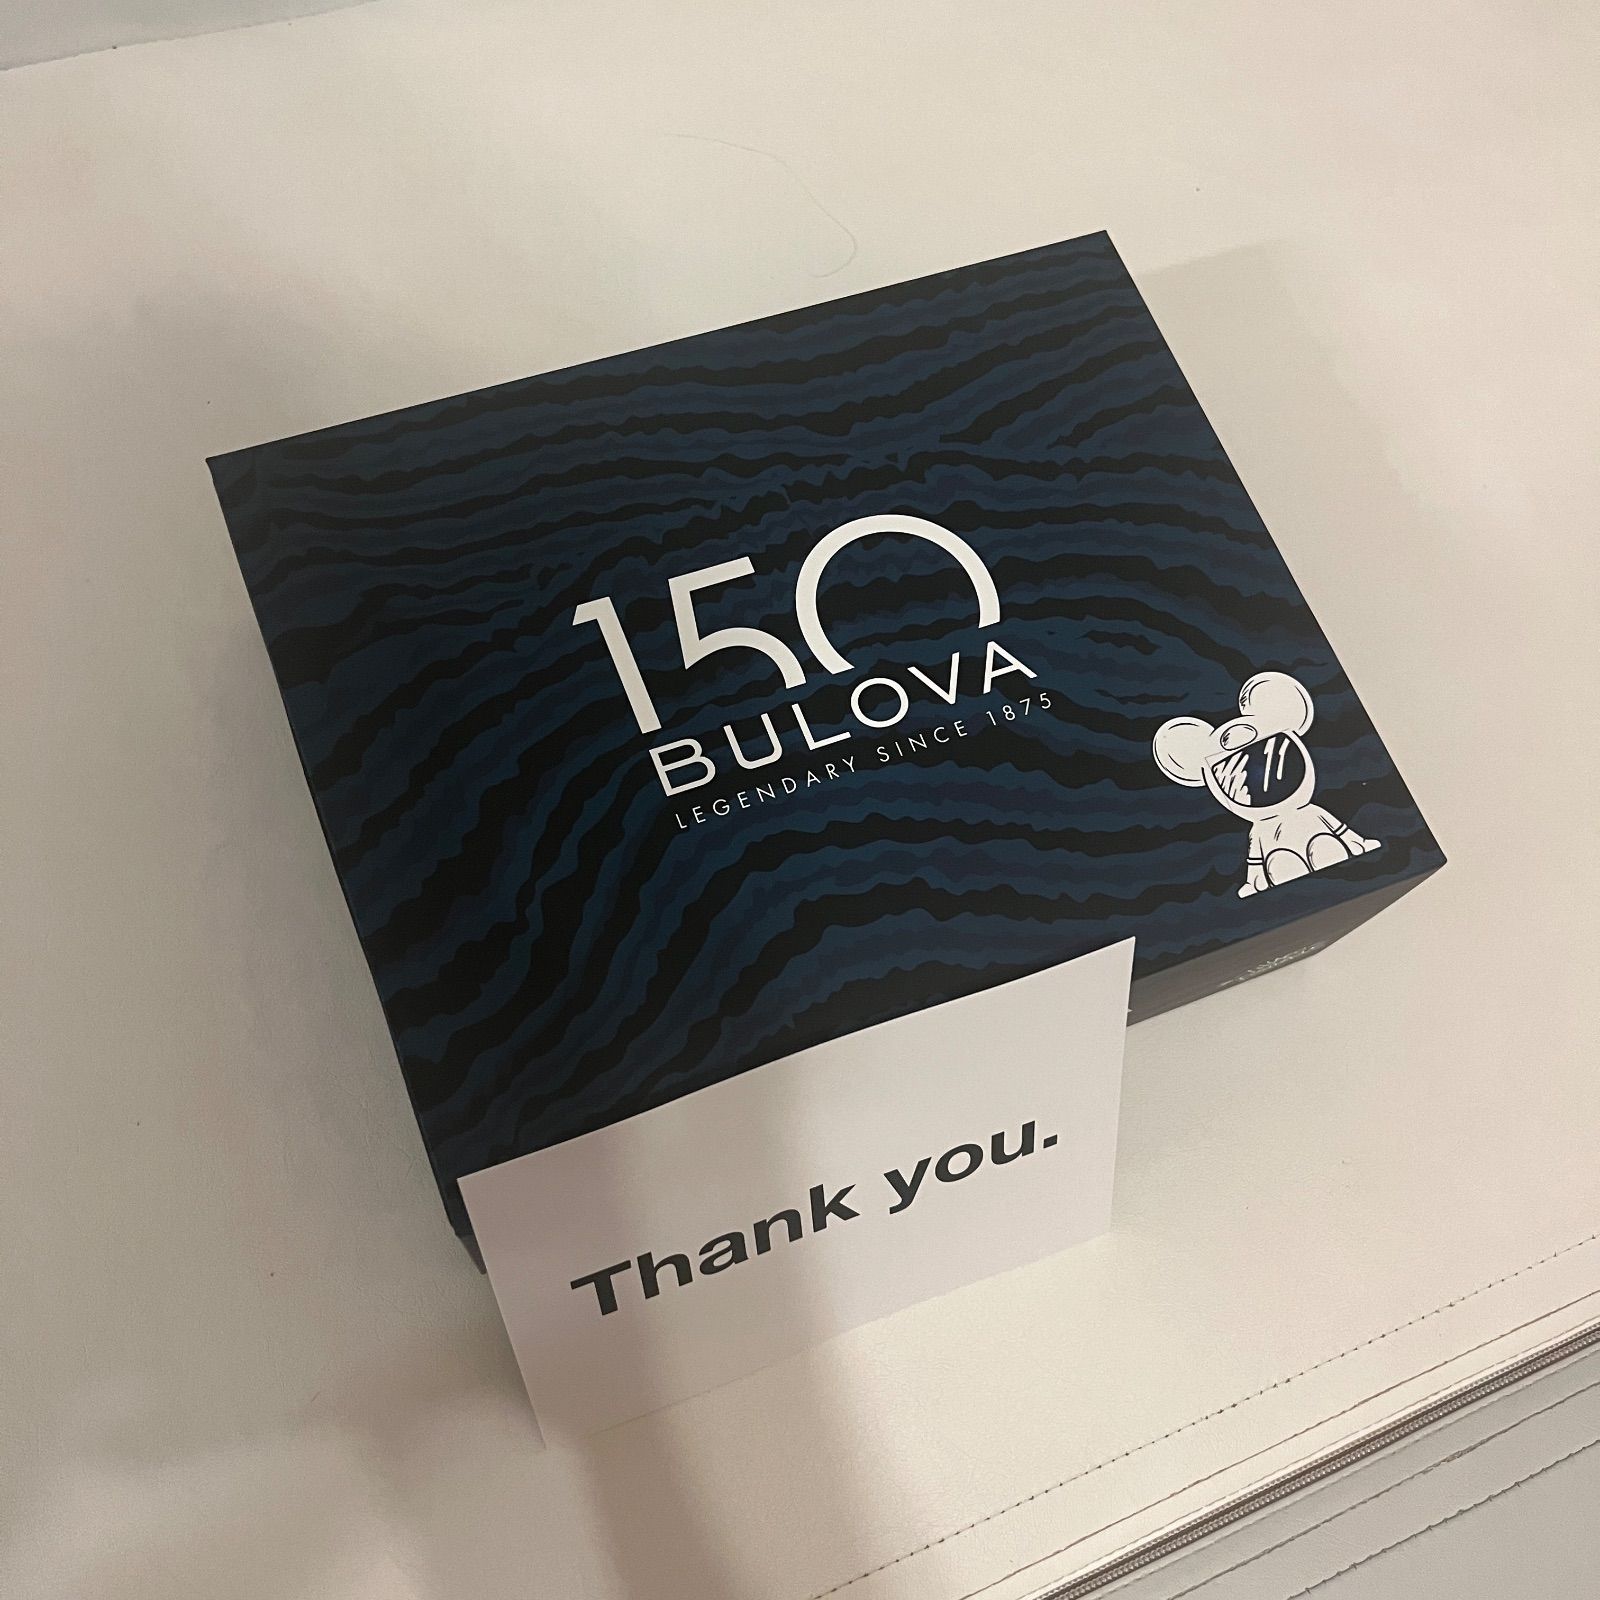 150
BULOVA
LEGENDARY SINCE 1875
Thank you.